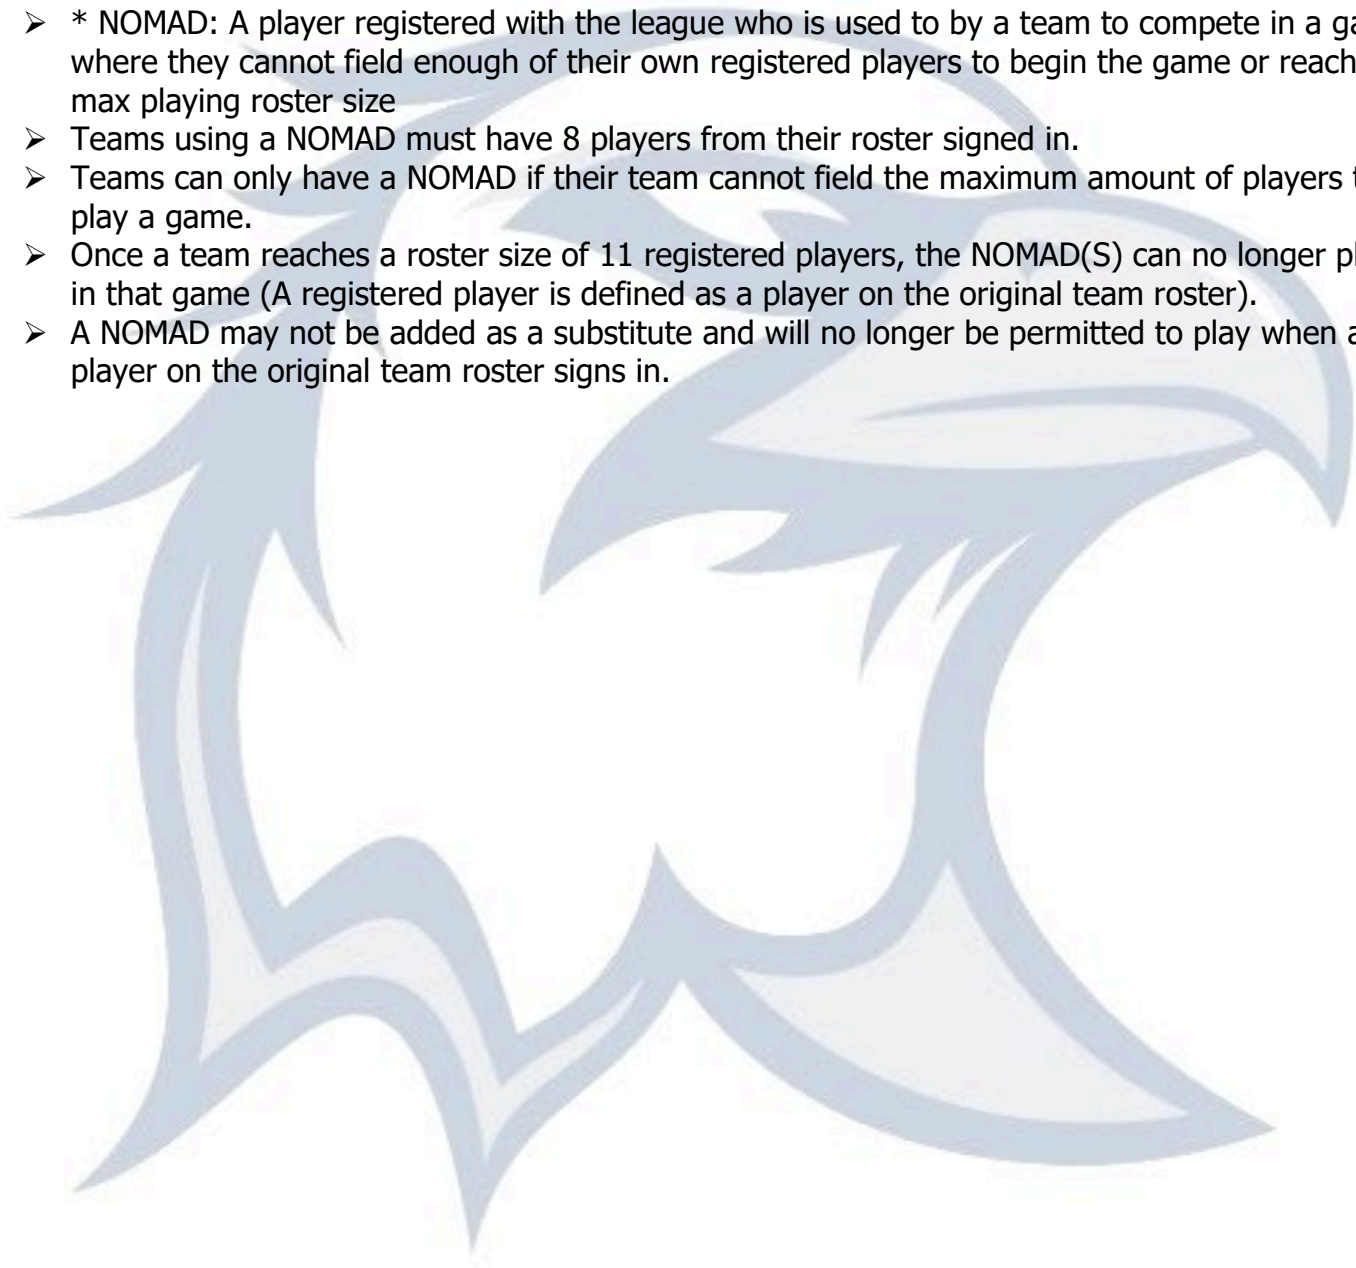 ➢ * NOMAD: A player registered with the league who is used to by a team to compete in a ga
where they cannot field enough of their own registered players to begin the game or reach
max playing roster size
➢ Teams using a NOMAD must have 8 players from their roster signed in.
➢ Teams can only have a NOMAD if their team cannot field the maximum amount of players t
play a game.
➢ Once a team reaches a roster size of 11 registered players, the NOMAD(S) can no longer pl
in that game (A registered player is defined as a player on the original team roster).
➢ A NOMAD may not be added as a substitute and will no longer be permitted to play when a
player on the original team roster signs in.